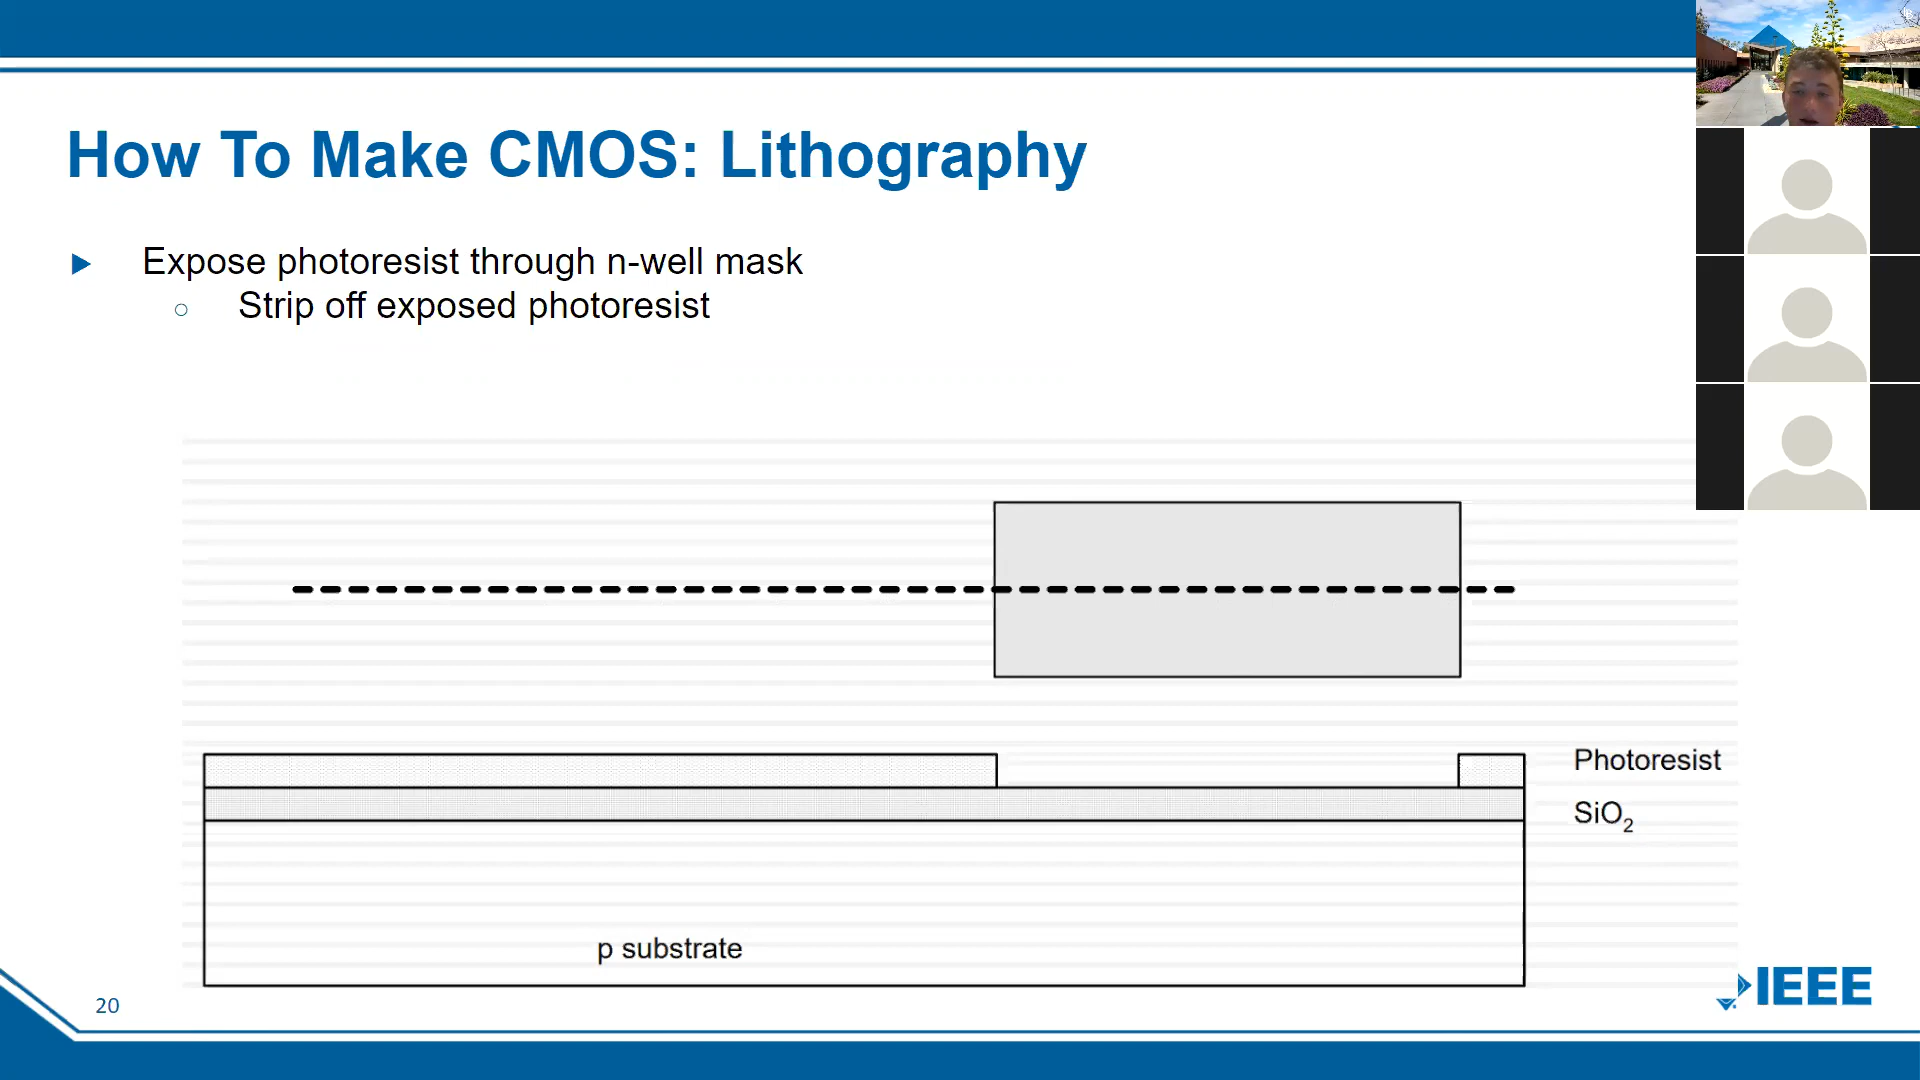 How To Make CMOS: Lithography
Expose photoresist through n-well mask
Strip off exposed photoresist
Photoresist
SiO2
p substrate
20
IEEE